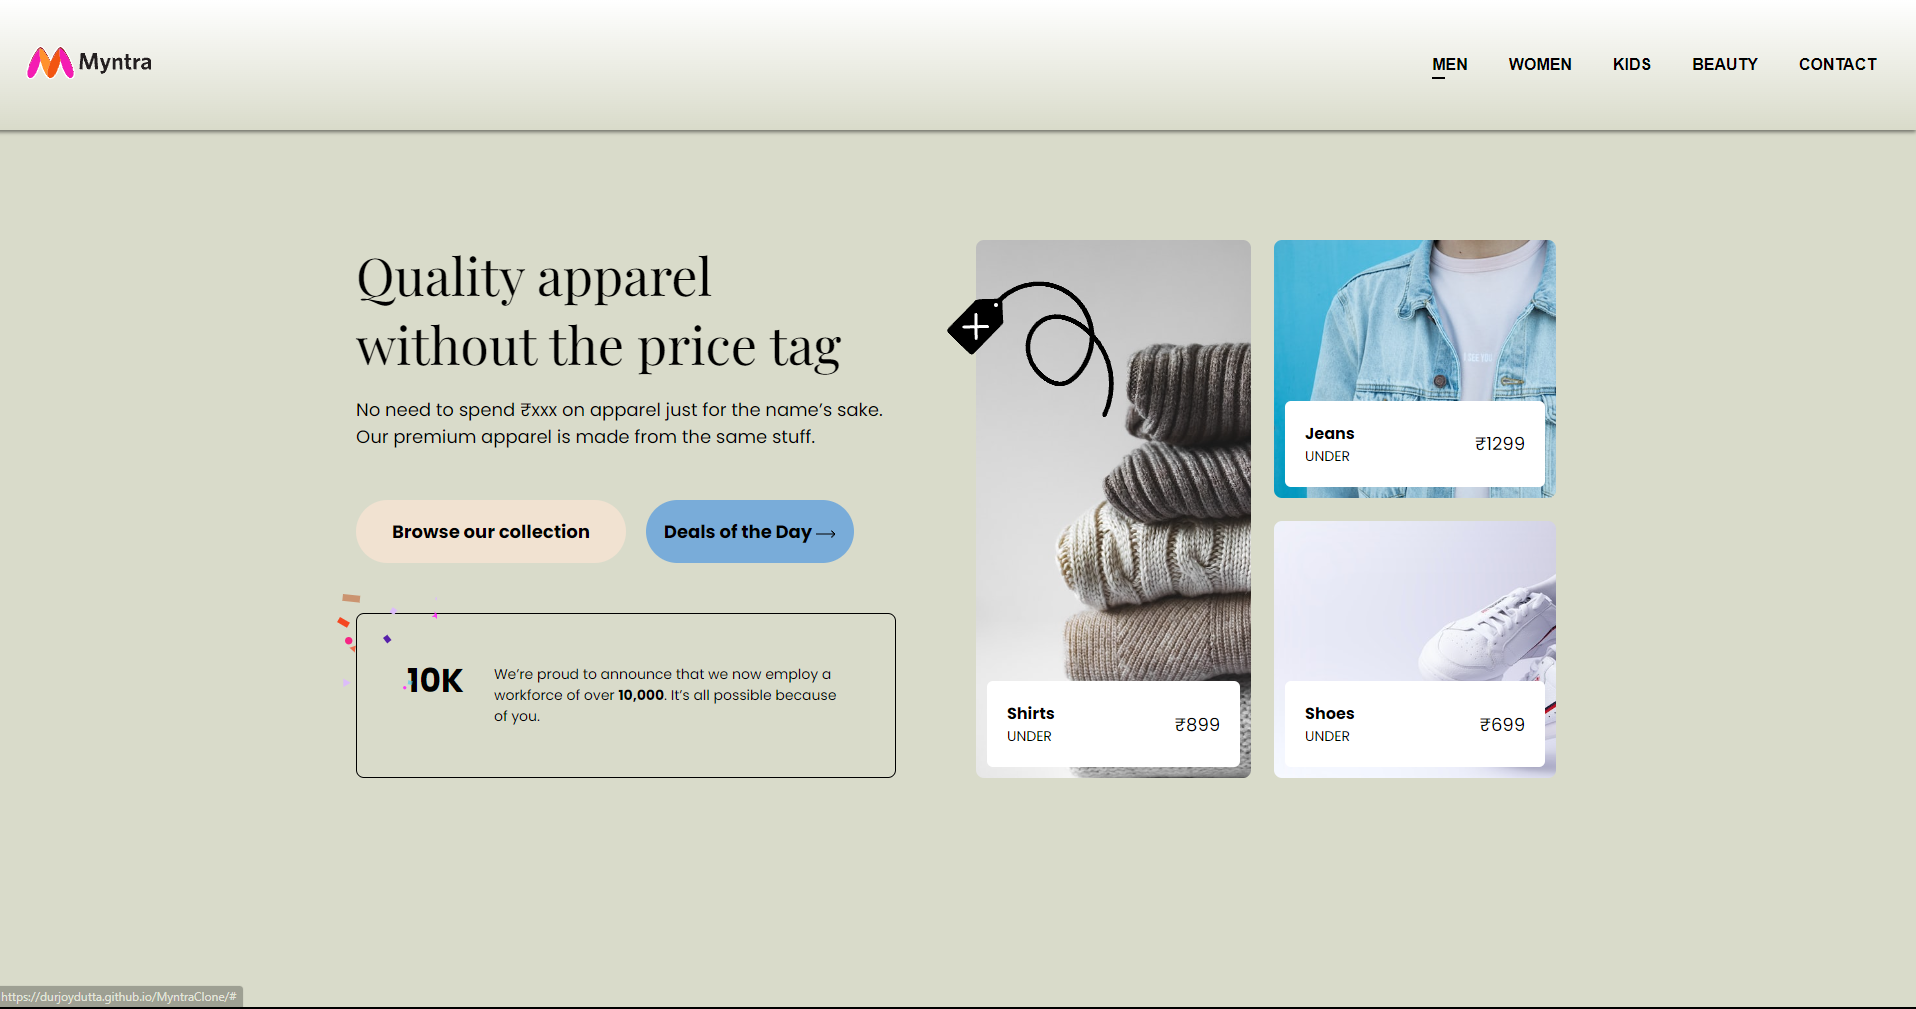 Myntra
MEN WOMEN KIDS BEAUTY CONTACT
Quality apparel
without the price tag
No need to spend ₹xxx on apparel just for the name’s sake.
Our premium apparel is made from the same stuff.
Browse our collection
Deals of the Day →
10K
We’re proud to announce that we now employ a
workforce of over 10,000. It’s all possible because
of you.
Shirts
UNDER
₹899
I SEE YOU
Jeans
UNDER
₹1299
Shoes
UNDER
₹699
https://durjoydutta.github.io/MyntraClone/#